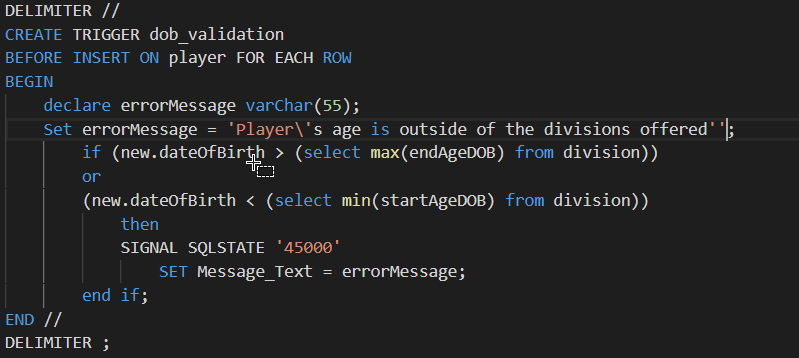 DELIMITER //
CREATE TRIGGER dob_validation
BEFORE INSERT ON player FOR EACH ROW
BEGIN
    declare errorMessage varChar(55);
    Set errorMessage = 'Player\'s age is outside of the divisions offered'';
        if (new.dateOfBirth > (select max(endAgeDOB) from division))
        or
        (new.dateOfBirth < (select min(startAgeDOB) from division))
            then
            SIGNAL SQLSTATE '45000'
                SET Message_Text = errorMessage;
        end if;
END //
DELIMITER ;